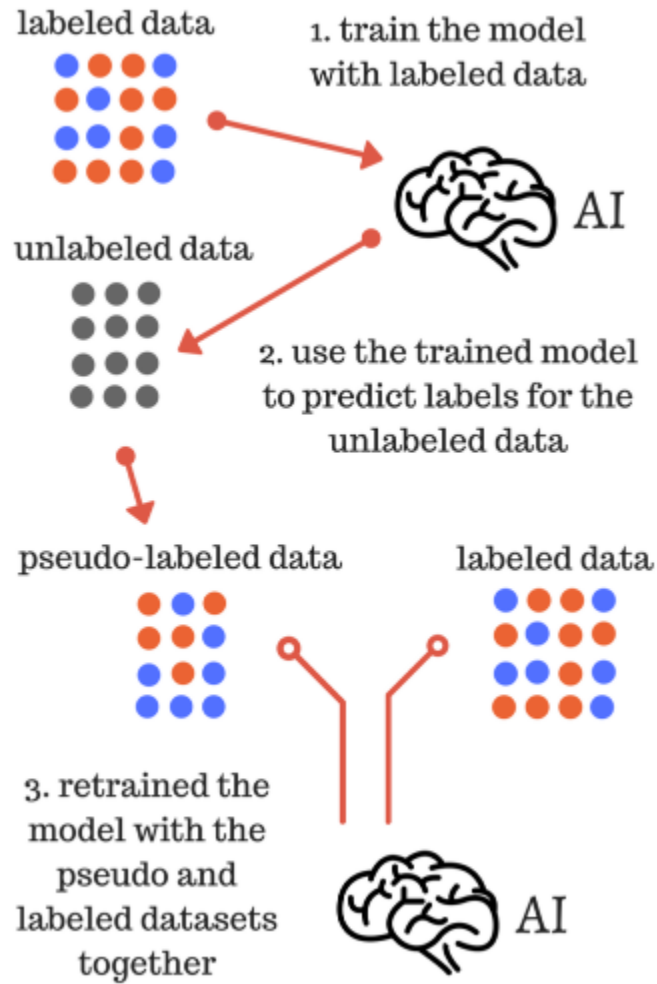 labeled data
1. train the model
with labeled data
AI
unlabeled data
2. use the trained model
to predict labels for the
unlabeled data
pseudo-labeled data
labeled data
3. retrained the
model with the
pseudo and
labeled datasets
together
AI